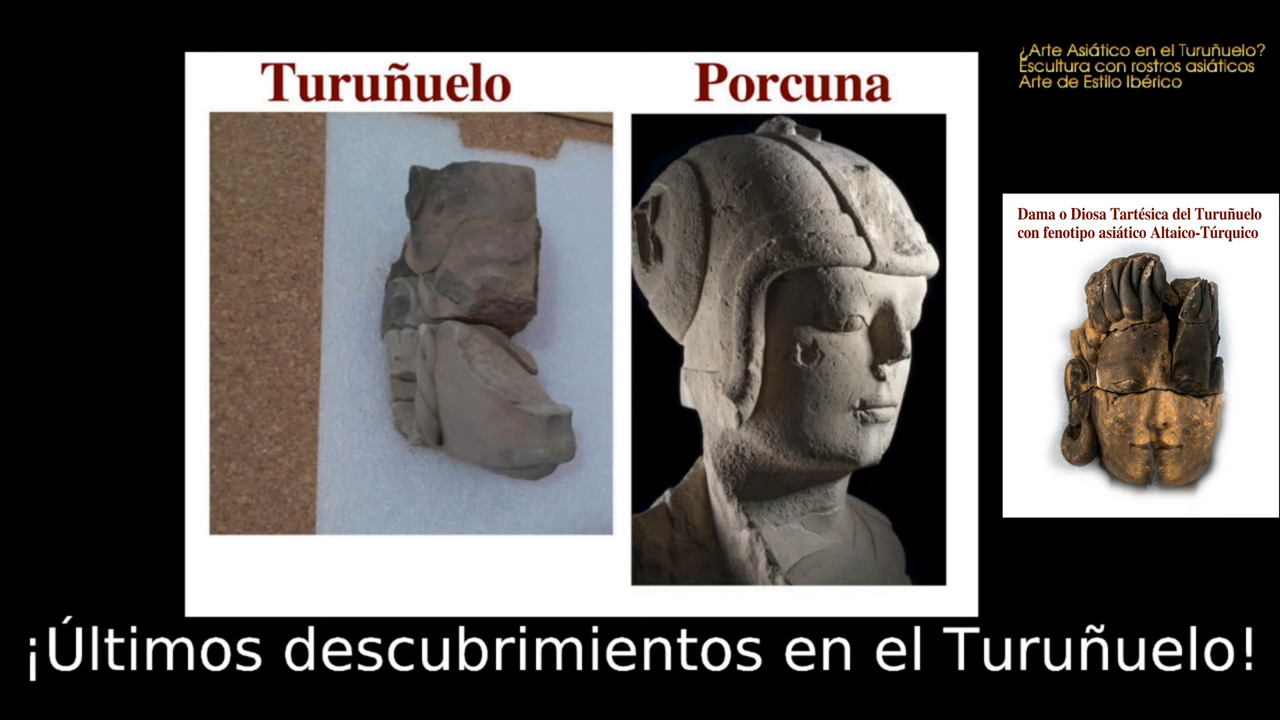 Turuñuelo
Porcuna
¿Arte Asiático en el Turuñuelo?
Escultura con rostros asiáticos
Arte de Estilo Ibérico
Dama o Diosa Tartésica del Turuñuelo
con fenotipo asiático Altaico-Túrquico
¡Últimos descubrimientos en el Turuñuelo!